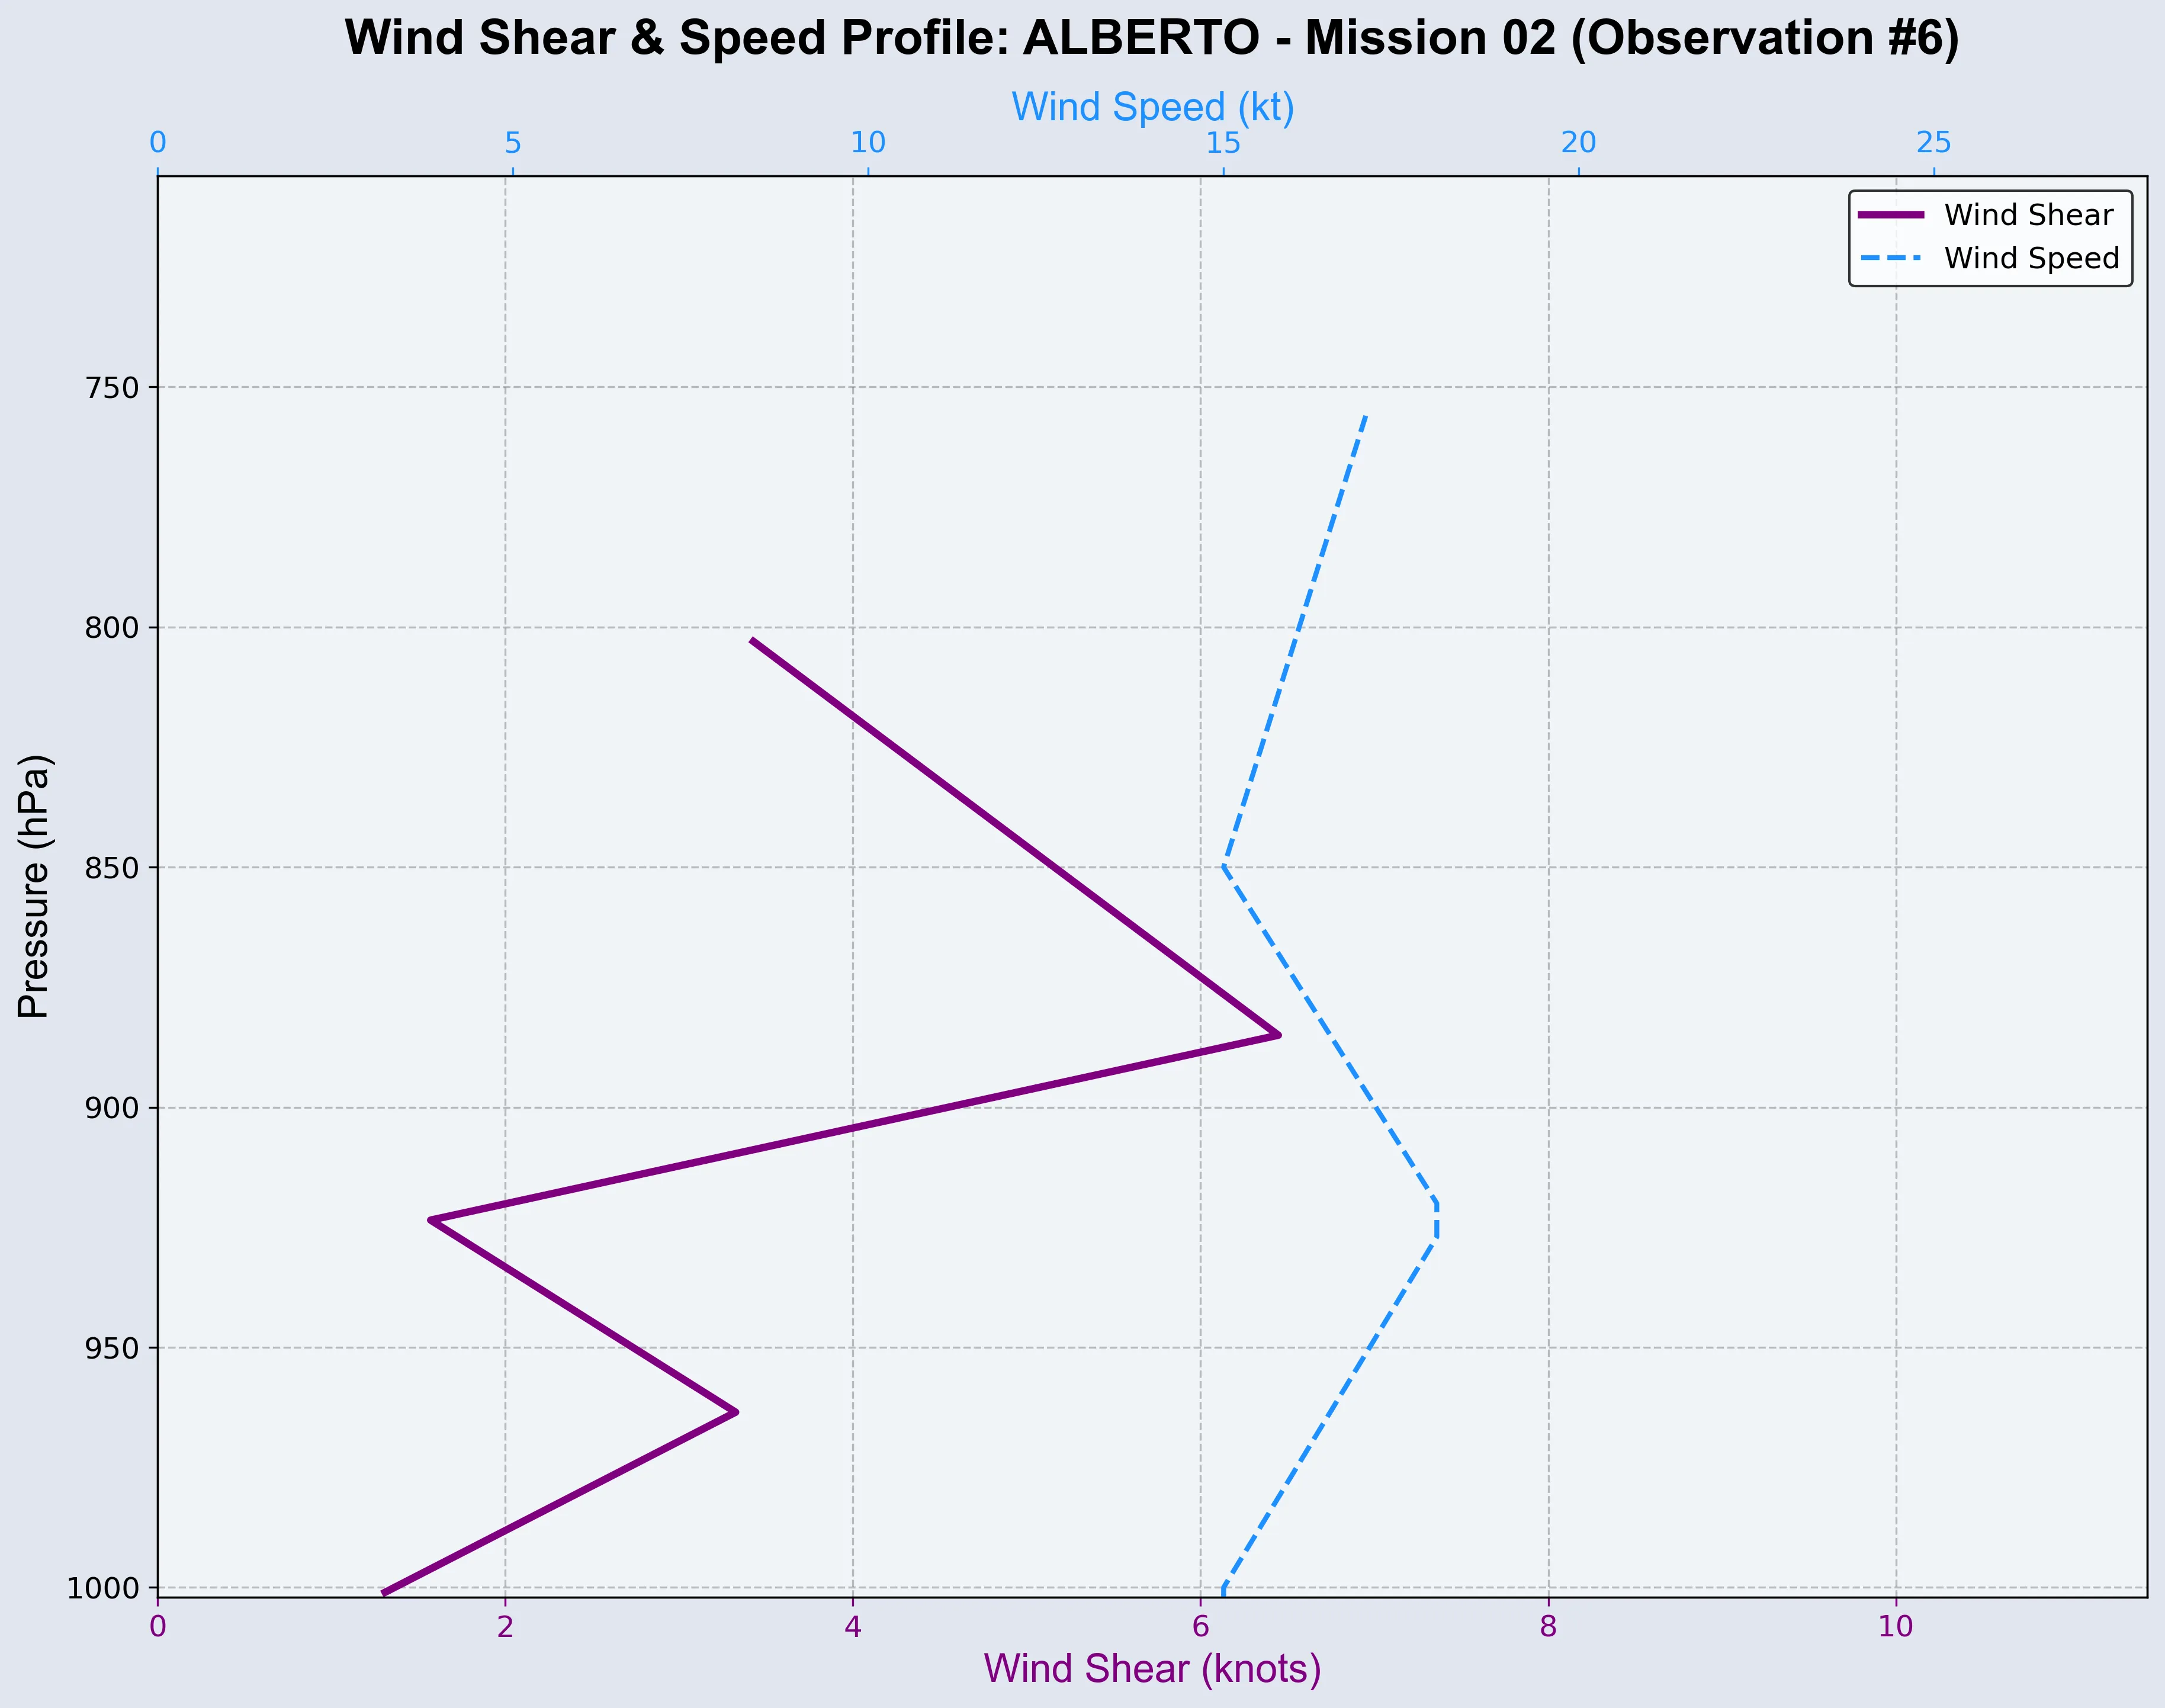 Wind Shear & Speed Profile: ALBERTO - Mission 02 (Observation #6)
Wind Speed (kt)
0 5 10 15 20 25
Wind Shear
Wind Speed
750
800
850
900
950
1000
Pressure (hPa)
0 2 4 6 8 10
Wind Shear (knots)